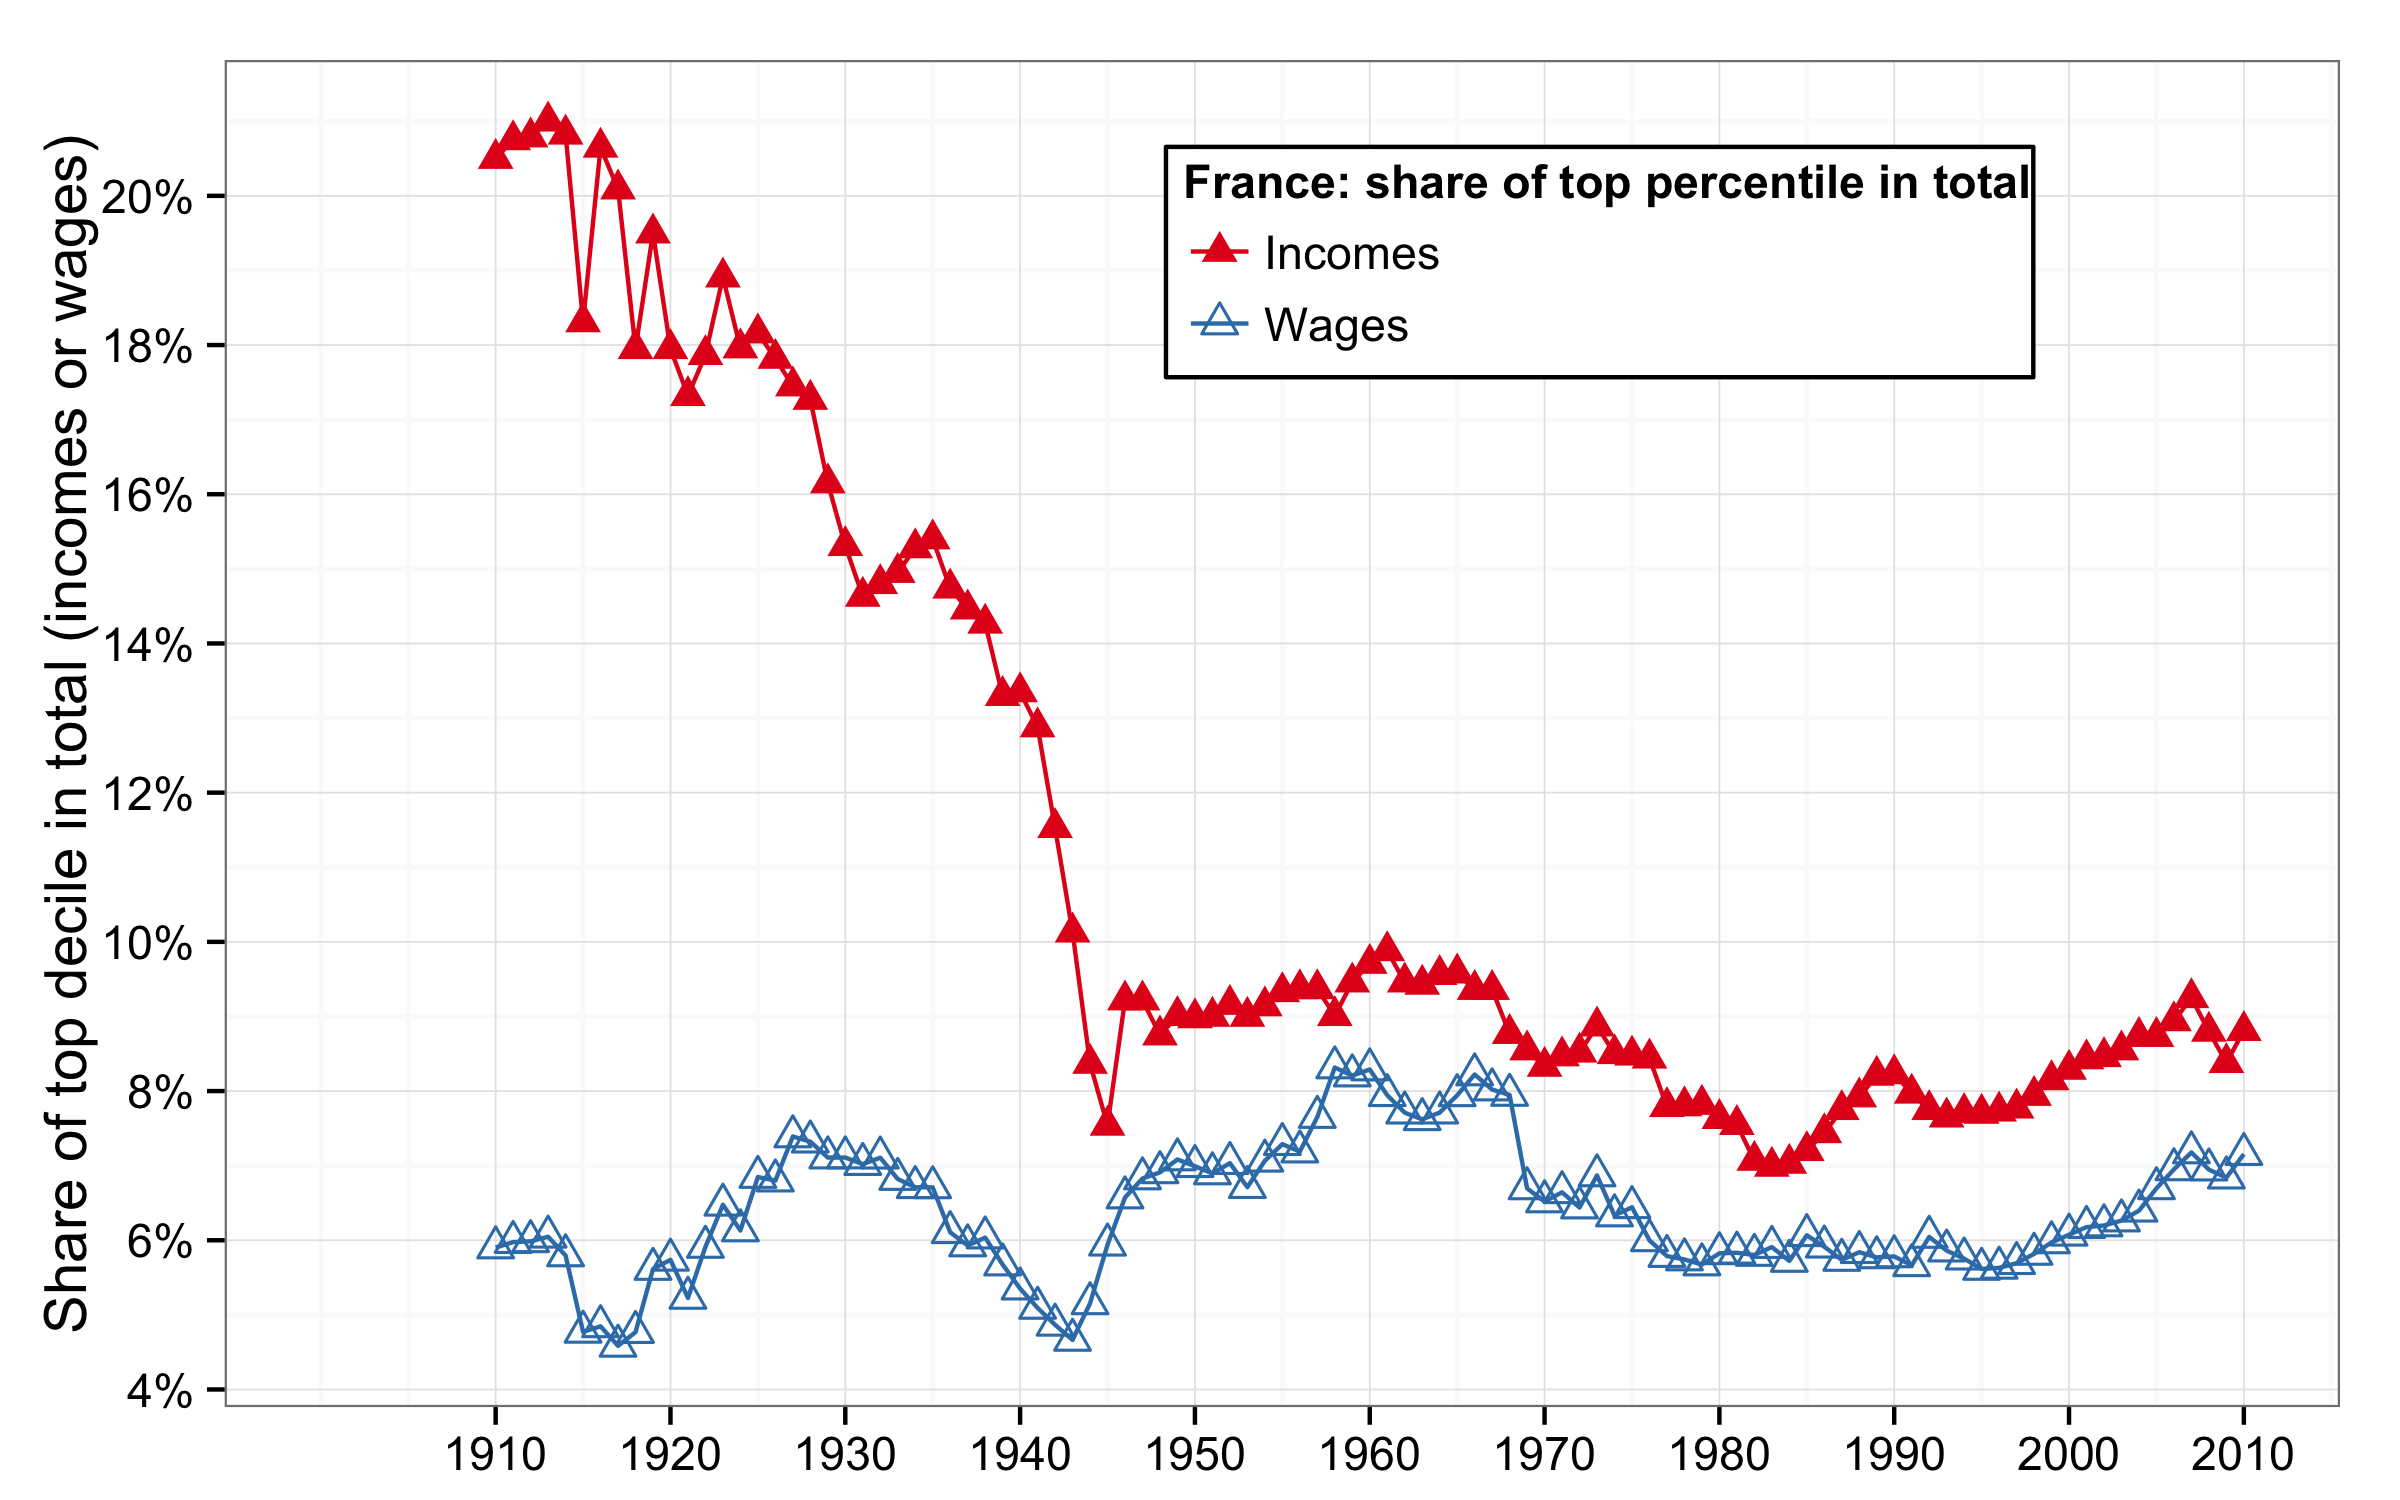 Share of top decile in total (incomes or wages)
20%
18%
16%
14%
12%
10%
8%
6%
4%
France: share of top percentile in total
Incomes
Wages
1910 1920 1930 1940 1950 1960 1970 1980 1990 2000 2010